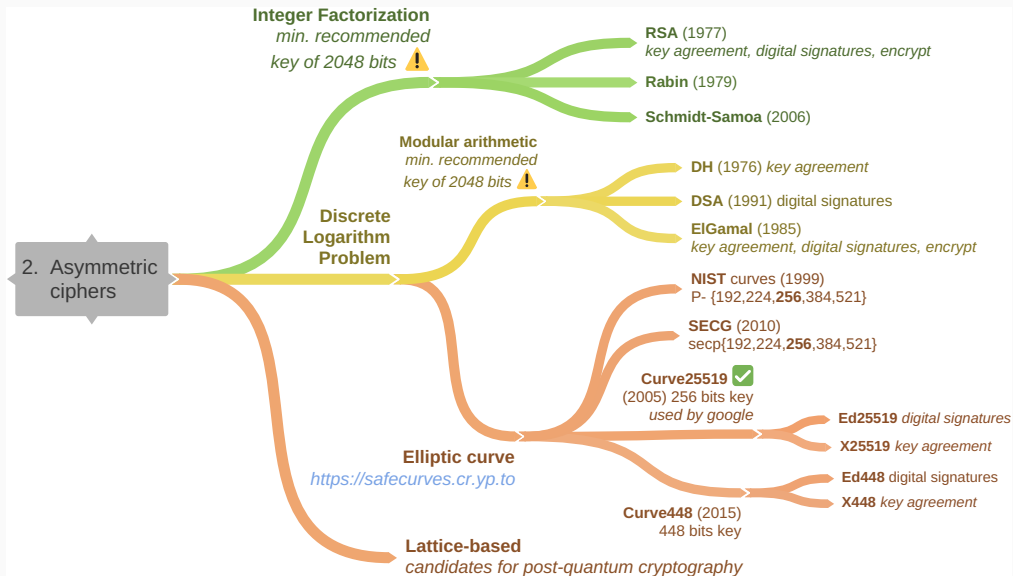 Integer Factorization
min. recommended
key of 2048 bits
RSA (1977)
key agreement, digital signatures, encrypt
Rabin (1979)
Schmidt-Samoa (2006)
Modular arithmetic
min. recommended
key of 2048 bits
DH (1976) key agreement
DSA (1991) digital signatures
ElGamal (1985)
key agreement, digital signatures, encrypt
Discrete
Logarithm
Problem
2. Asymmetric
ciphers
NIST curves (1999)
P- {192,224,256,384,521}
SECG (2010)
secp{192,224,256,384,521}
Curve25519
(2005) 256 bits key
used by google
Ed25519 digital signatures
X25519 key agreement
Elliptic curve
https://safecurves.cr.yp.to
Ed448 digital signatures
X448 key agreement
Curve448 (2015)
448 bits key
Lattice-based
candidates for post-quantum cryptography